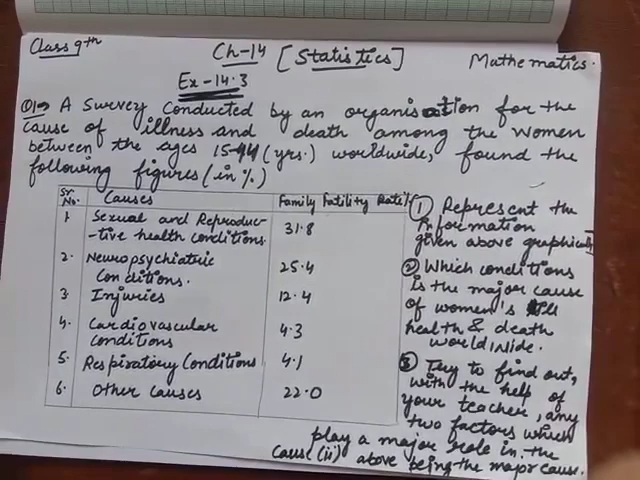 Class 9th
Ch-14 [Statistics]
Mathematics.
Ex-14.3
Q1→ A Survey Conducted by an organisation for the
cause of illness and death among the women
between the ages 15-44 (yrs.) worldwide, found the
following figures (in %)
Sr. No. Causes Family Fatility Rate%
1. Sexual and Reproduc-
-tive health conditions. 31.8
2. Neuropsychiatric
Conditions. 25.4
3. Injuries 12.4
4. Cardiovascular
conditions 4.3
5. Respiratory Conditions 4.1
6. Other causes 22.0
① Represent the
information
given above graphically
② Which conditions
is the major cause
of women's ill
health & death
worldwide.
③ Try to find out,
with the help of
your teacher, any
two factors which
play a major role in the
cause (ii) above being the major cause.